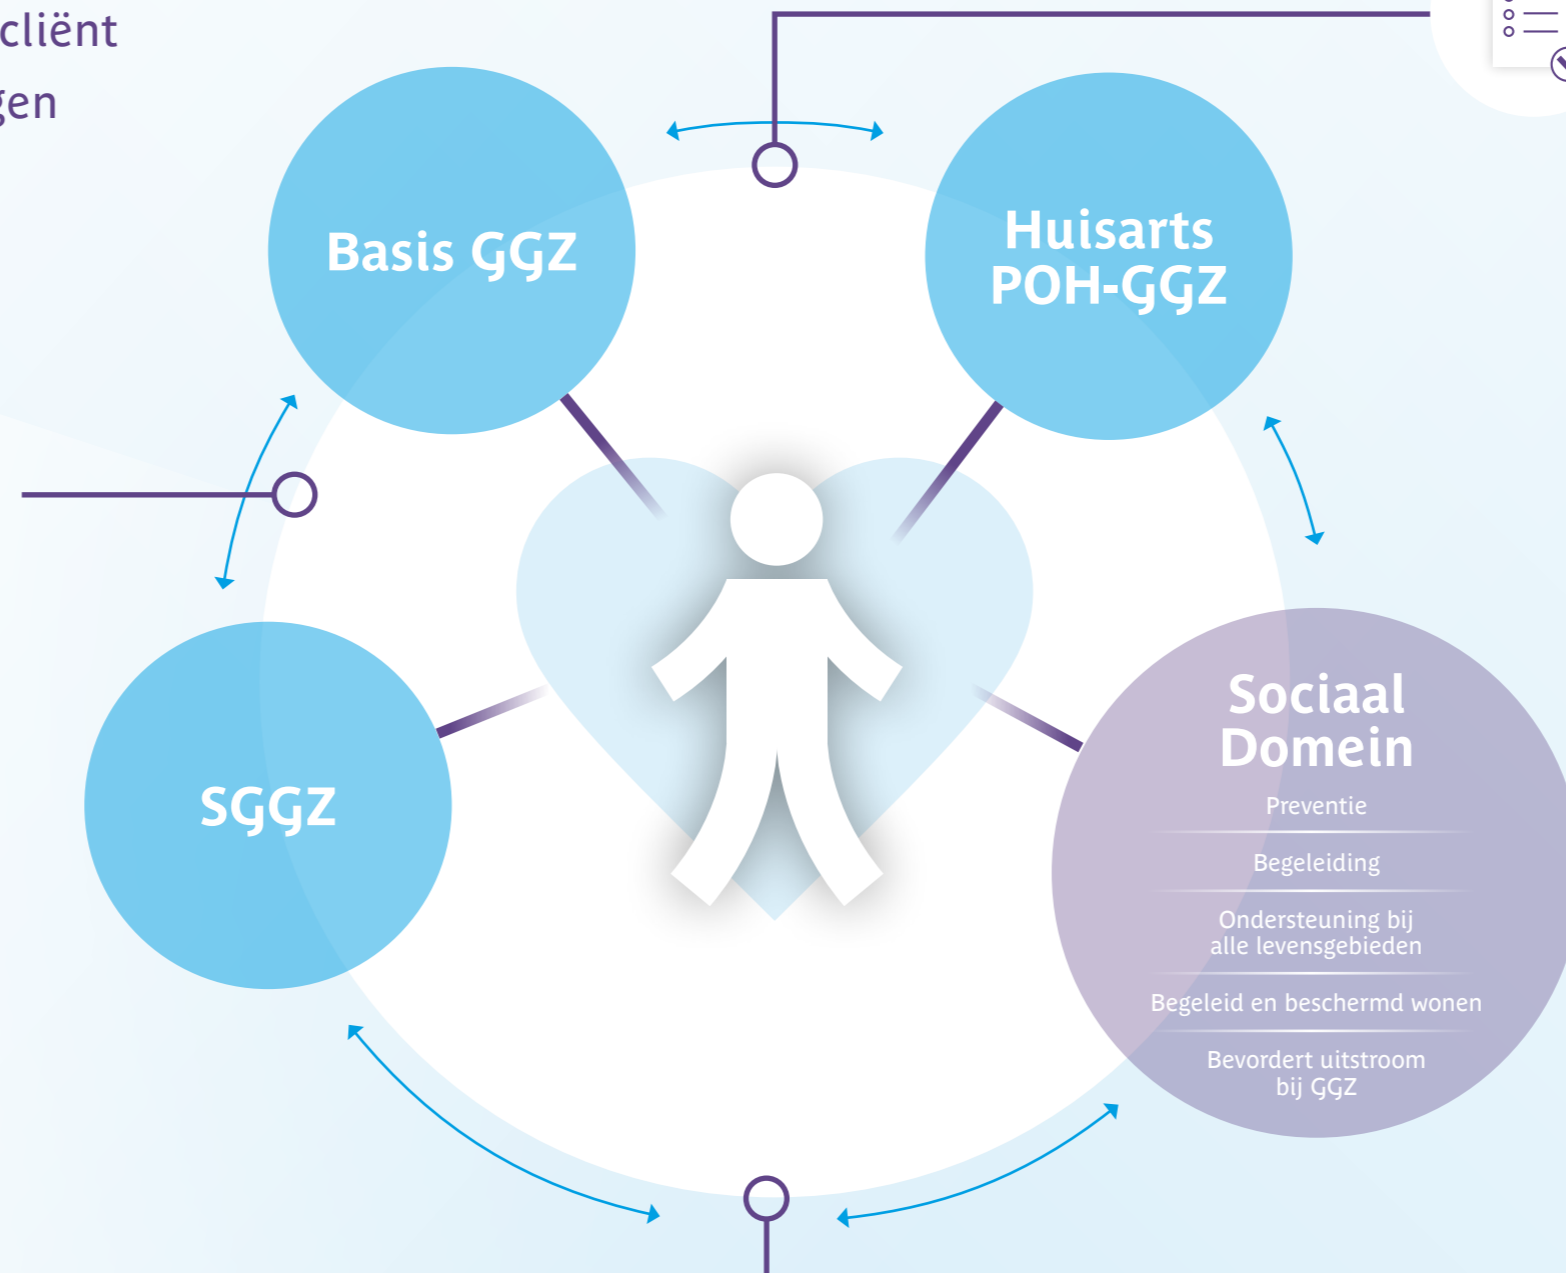 cliënt
gen
Basis GGZ
Huisarts
POH-GGZ
SGGZ
Sociaal
Domein
Preventie
Begeleiding
Ondersteuning bij
alle levensgebieden
Begeleid en beschermd wonen
Bevordert uitstroom
bij GGZ